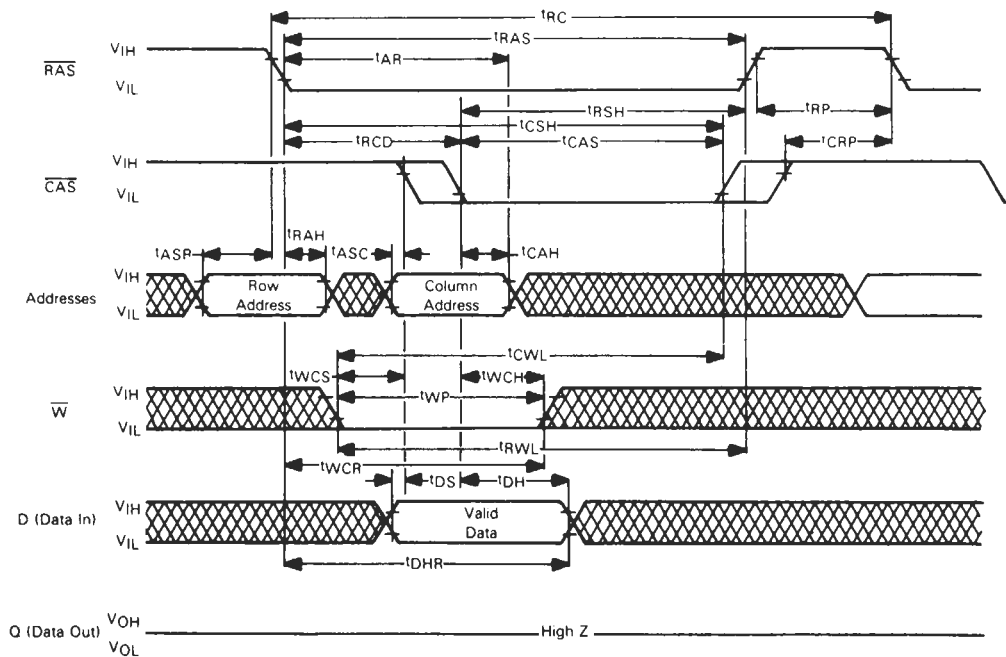 tRC
tRAS
tAR
RAS
VIH
VIL
tRSH
tRP
tCSH
tRCD
tCAS
tCRP
CAS
VIH
VIL
tASR
tRAH
tASC
tCAH
Addresses
VIH
VIL
Row
Address
Column
Address
tCWL
tWCS
tWCH
tWP
W
VIH
VIL
tRWL
tWCR
tDS
tDH
D (Data In)
VIH
VIL
Valid
Data
tDHR
Q (Data Out)
VOH
VOL
High Z